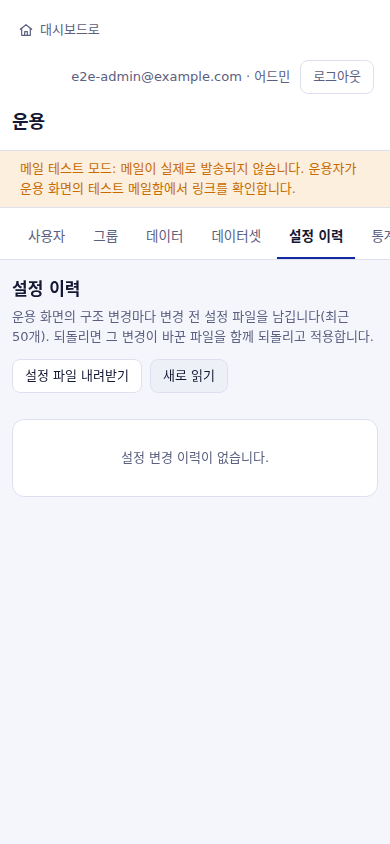 대시보드로
e2e-admin@example.com · 어드민
로그아웃
운용
메일 테스트 모드: 메일이 실제로 발송되지 않습니다. 운용자가
운용 화면의 테스트 메일함에서 링크를 확인합니다.
사용자
그룹
데이터
데이터셋
설정 이력
설정 이력
운용 화면의 구조 변경마다 변경 전 설정 파일을 남깁니다(최근
50개). 되돌리면 그 변경이 바꾼 파일을 함께 되돌리고 적용합니다.
설정 파일 내려받기
새로 읽기
설정 변경 이력이 없습니다.